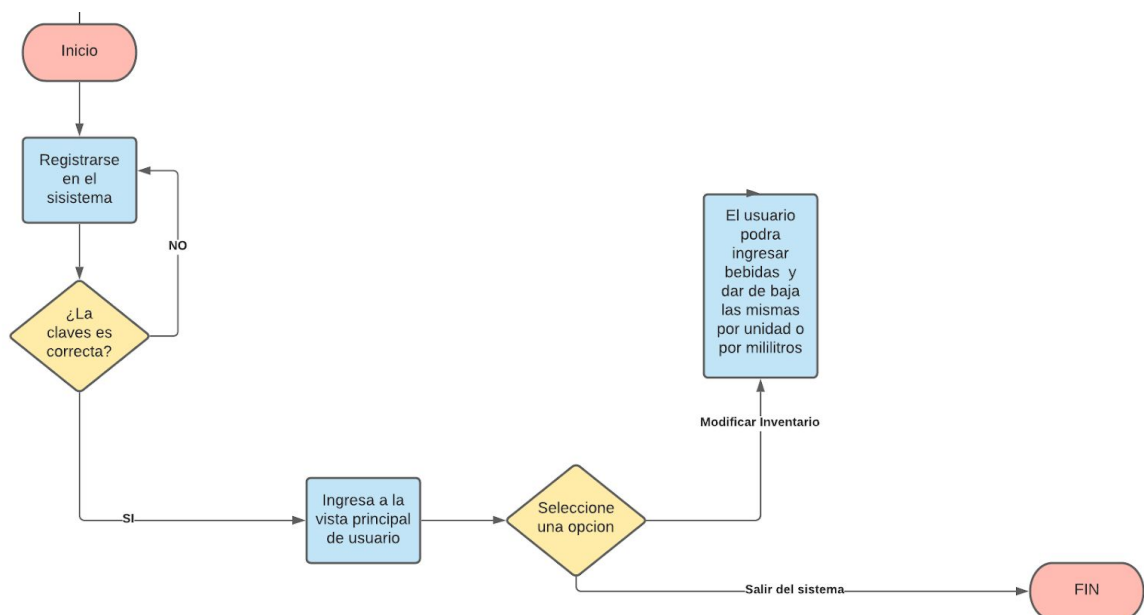 Inicio
Registrarse
en el
sisistema
NO
¿La
claves es
correcta?
El usuario
podra
ingresar
bebidas y
dar de baja
las mismas
por unidad o
por mililitros
Modificar Inventario
SI
Ingresa a la
vista principal
de usuario
Seleccione
una opcion
Salir del sistema
FIN